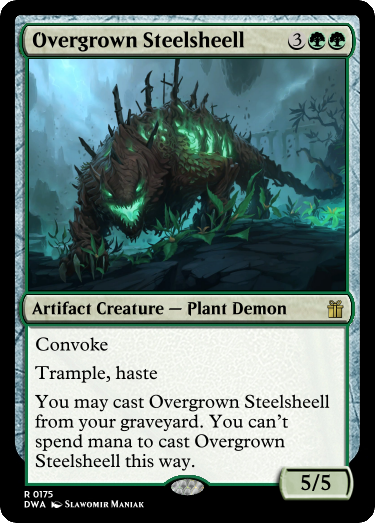 Overgrown Steelsheell 3
Artifact Creature — Plant Demon
Convoke
Trample, haste
You may cast Overgrown Steelsheell
from your graveyard. You can't
spend mana to cast Overgrown
Steelsheell this way.
5/5
R 0175
DWA Slawomir Maniak